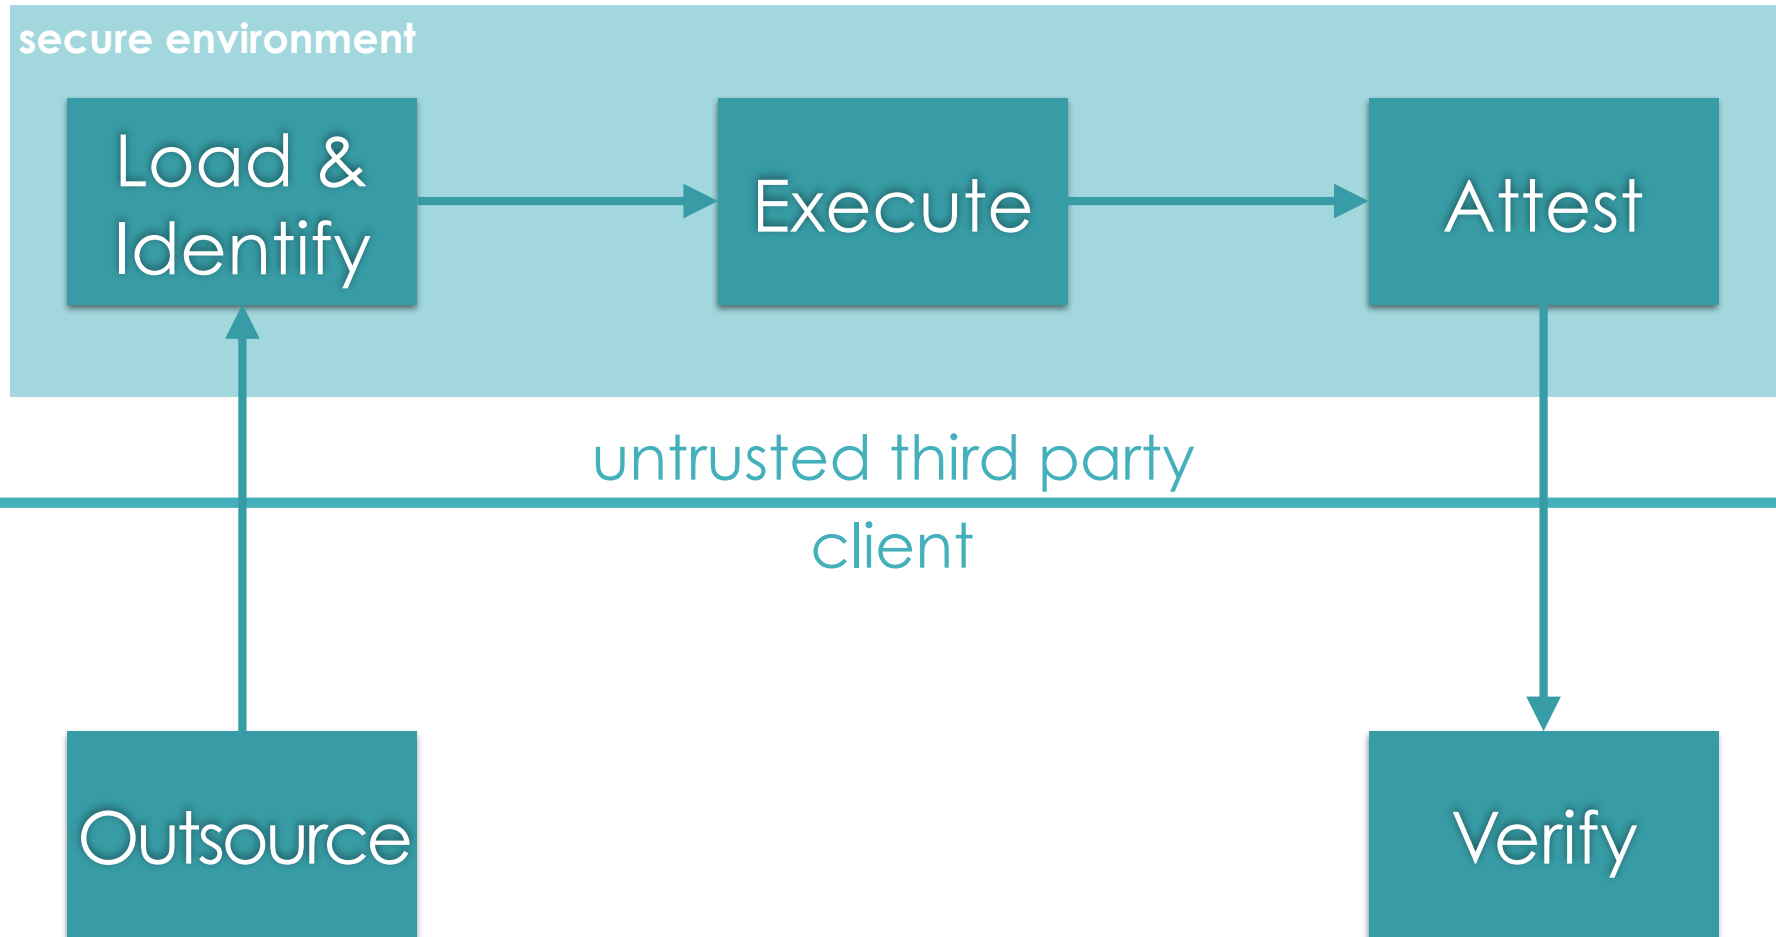 secure environment
Load &
Identify
Execute
Attest
untrusted third party
client
Outsource
Verify